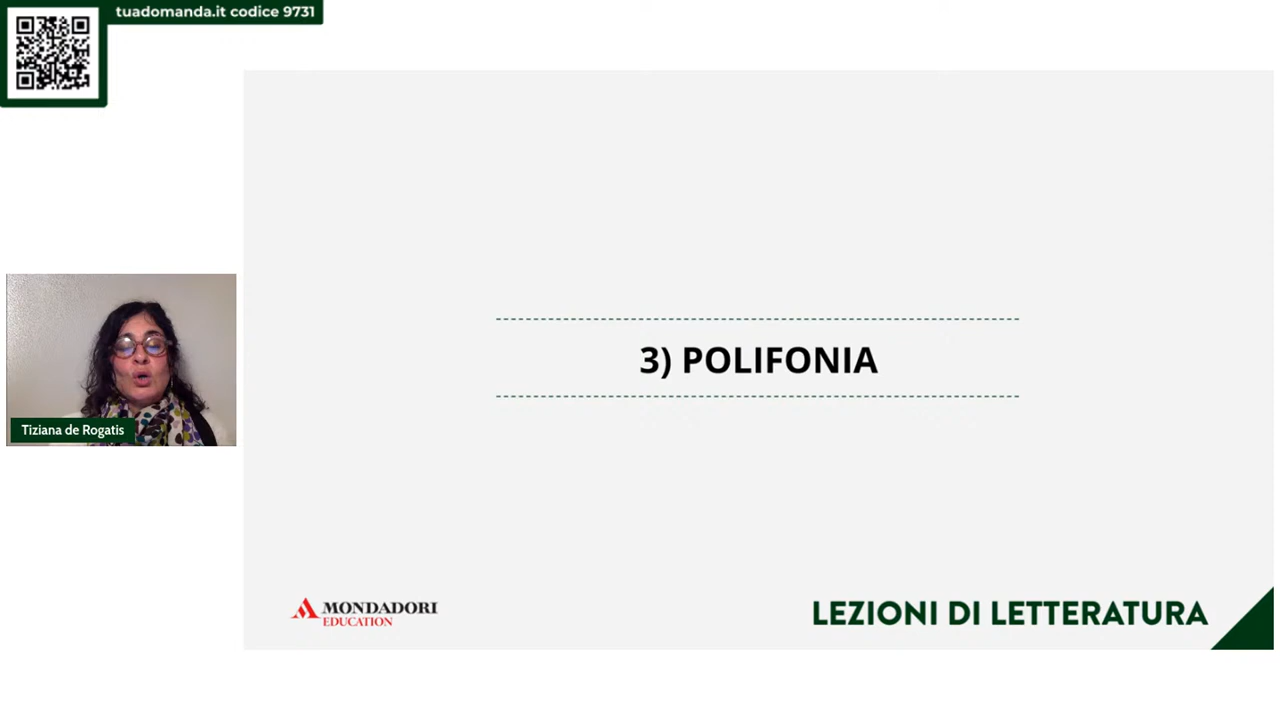 tuadomanda.it codice 9731
3) POLIFONIA
Tiziana de Rogatis
MONDADORI
EDUCATION
LEZIONI DI LETTERATURA